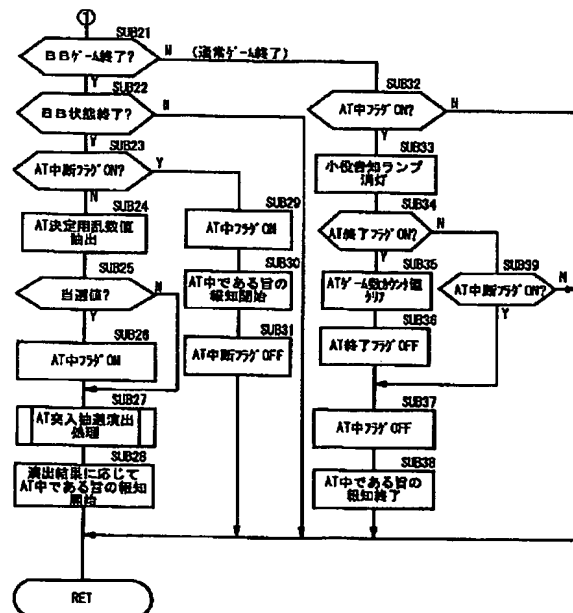 ①
SUB21
BBゲーム終了?
Y
N
(通常ゲーム終了)
SUB22
BB状態終了?
Y
N
SUB23
AT中断フラグON?
Y
N
SUB24
AT決定用乱数値
抽出
SUB25
当選値?
N
Y
SUB26
AT中フラグON
SUB27
AT突入抽選演出
処理
SUB28
演出結果に応じて
AT中である旨の報知
開始
SUB29
AT中フラグON
SUB30
AT中である旨の
報知開始
SUB31
AT中断フラグOFF
SUB32
AT中フラグON?
N
Y
SUB33
小役告知ランプ
消灯
SUB34
AT終了フラグON?
N
Y
SUB35
ATゲーム数カウント値
クリア
SUB36
AT終了フラグOFF
SUB39
AT中断フラグON?
N
Y
SUB37
AT中フラグOFF
SUB38
AT中である旨の
報知終了
RET